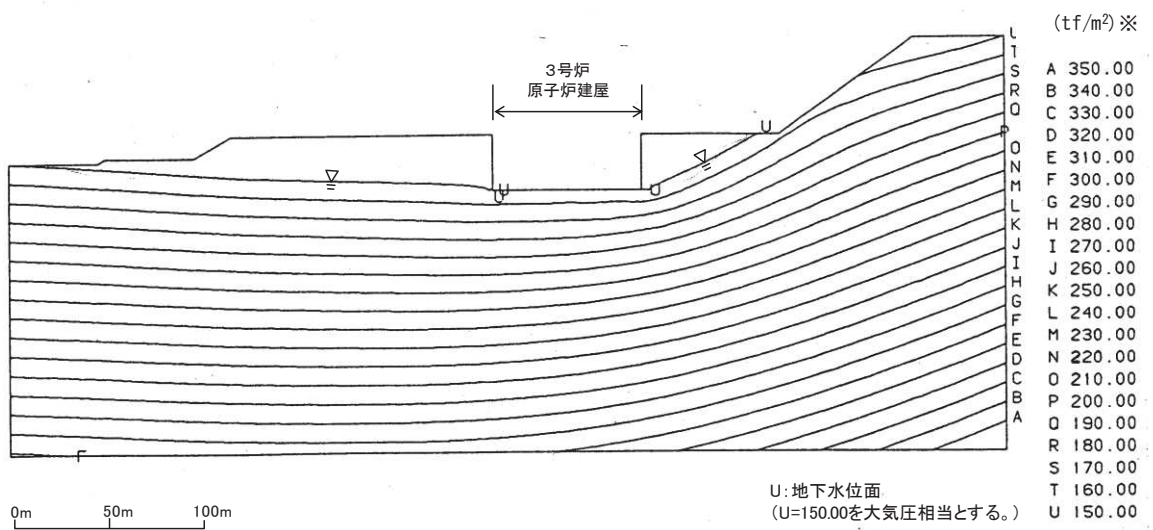 (tf/m²)※
3号炉
原子炉建屋
U
T
S
R
Q
P
O
N
M
L
K
J
I
H
G
F
E
D
C
B
A
A 350.00
B 340.00
C 330.00
D 320.00
E 310.00
F 300.00
G 290.00
H 280.00
I 270.00
J 260.00
K 250.00
L 240.00
M 230.00
N 220.00
O 210.00
P 200.00
Q 190.00
R 180.00
S 170.00
T 160.00
U 150.00
U
U
U
U
F
U:地下水位面
(U=150.00を大気圧相当とする。)
0m 50m 100m